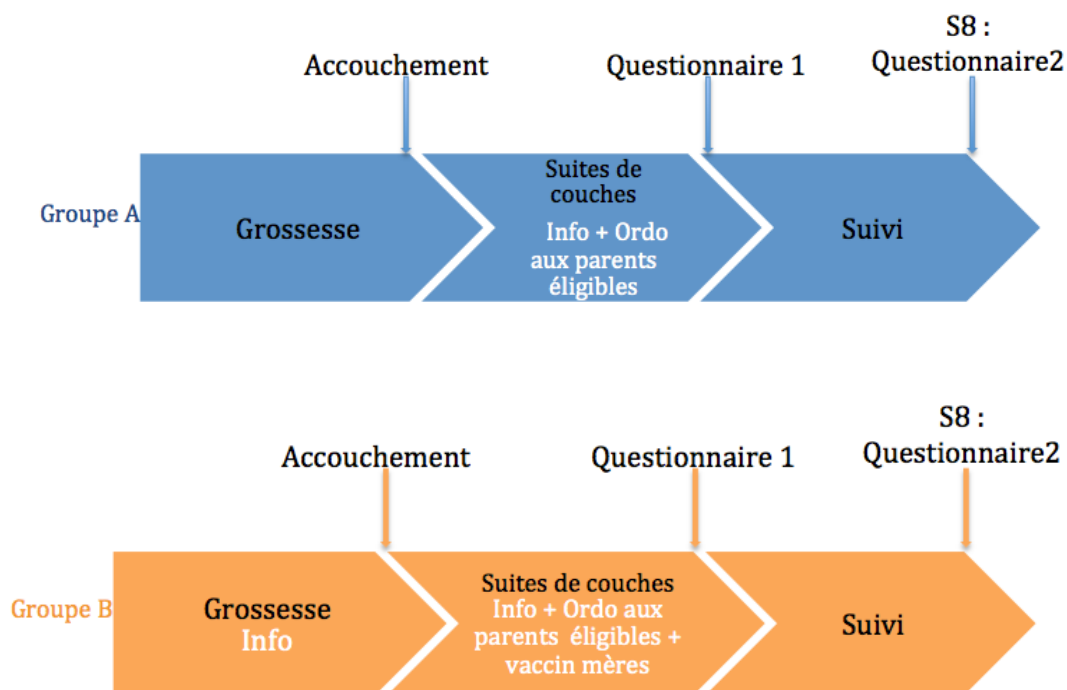 S8 :
Accouchement
Questionnaire 1
Questionnaire2
Groupe A
Grossesse
Suites de
couches
Info + Ordo
aux parents
éligibles
Suivi
S8 :
Accouchement
Questionnaire 1
Questionnaire2
Groupe B
Grossesse
Info
Suites de couches
Info + Ordo aux
parents éligibles +
vaccin mères
Suivi